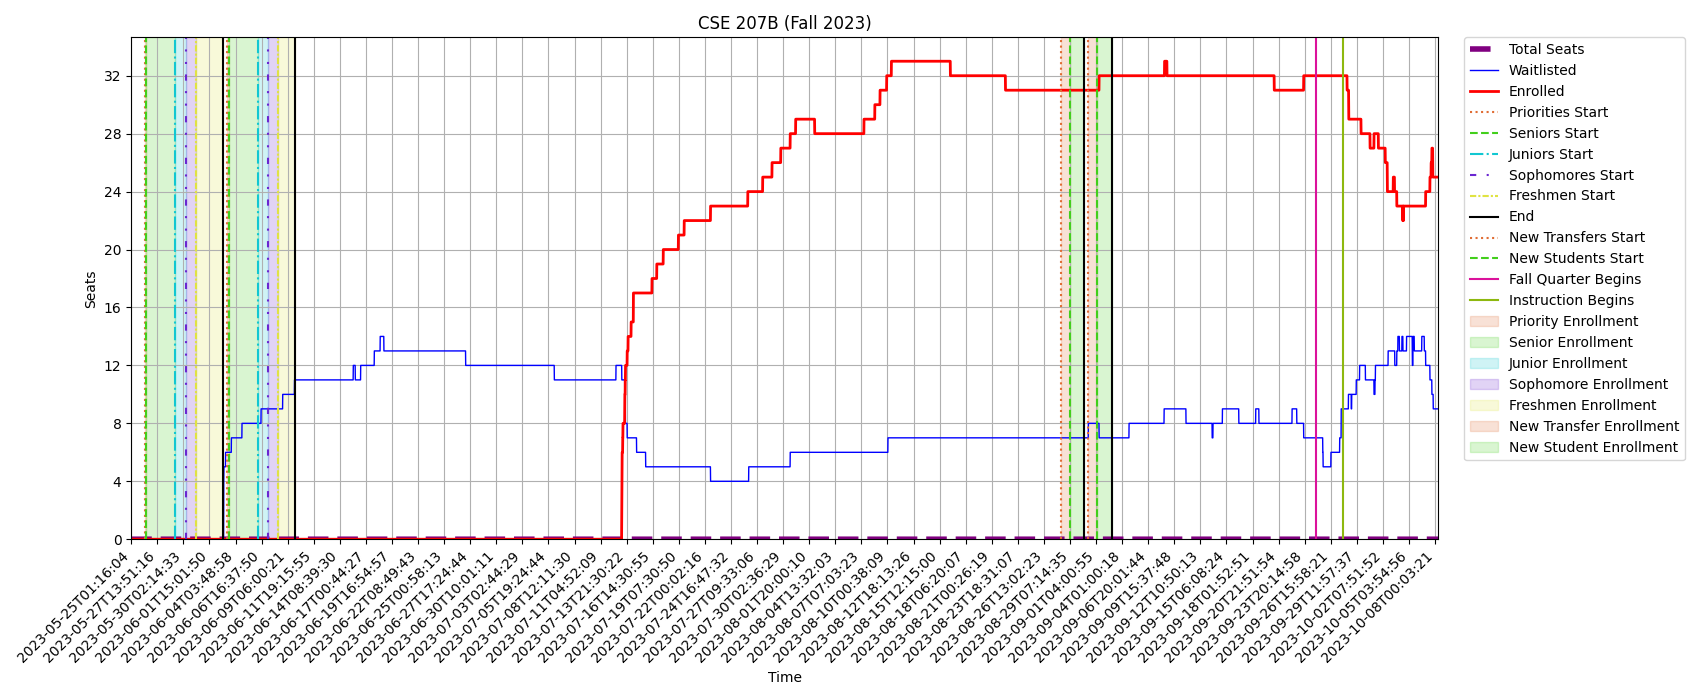 CSE 207B (Fall 2023)
Seats
32
28
24
20
16
12
8
4
0
2023-05-25T01:16:04
2023-05-27T13:51:16
2023-05-30T02:14:33
2023-06-01T15:01:50
2023-06-04T03:48:58
2023-06-06T16:37:50
2023-06-09T06:00:21
2023-06-11T19:15:55
2023-06-14T08:39:30
2023-06-17T00:44:27
2023-06-19T16:54:57
2023-06-22T08:49:43
2023-06-25T00:58:13
2023-06-27T17:24:44
2023-06-30T10:01:11
2023-07-03T02:44:29
2023-07-05T19:24:44
2023-07-08T12:11:30
2023-07-11T04:52:09
2023-07-13T21:30:22
2023-07-16T14:30:55
2023-07-19T07:30:50
2023-07-22T00:02:16
2023-07-24T16:47:32
2023-07-27T09:33:06
2023-07-30T02:36:29
2023-08-01T20:00:10
2023-08-04T13:32:03
2023-08-07T07:03:23
2023-08-10T00:38:09
2023-08-12T18:13:26
2023-08-15T12:15:00
2023-08-18T06:20:07
2023-08-21T00:26:19
2023-08-23T18:31:07
2023-08-26T13:02:23
2023-08-29T07:14:35
2023-09-01T04:00:55
2023-09-04T01:00:18
2023-09-06T20:01:44
2023-09-09T15:37:48
2023-09-12T10:50:13
2023-09-15T06:08:24
2023-09-18T01:52:51
2023-09-20T21:51:54
2023-09-23T20:14:58
2023-09-26T15:58:21
2023-09-29T11:57:37
2023-10-02T07:51:52
2023-10-05T03:54:56
2023-10-08T00:03:21
Time
Total Seats
Waitlisted
Enrolled
Priorities Start
Seniors Start
Juniors Start
Sophomores Start
Freshmen Start
End
New Transfers Start
New Students Start
Fall Quarter Begins
Instruction Begins
Priority Enrollment
Senior Enrollment
Junior Enrollment
Sophomore Enrollment
Freshmen Enrollment
New Transfer Enrollment
New Student Enrollment